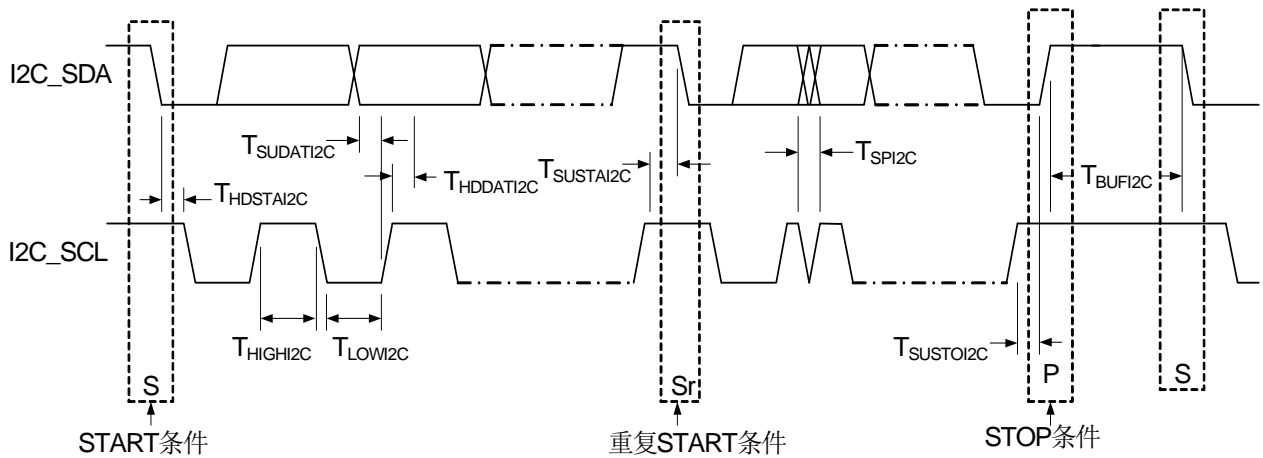 I2C_SDA
T_SUDATI2C
T_HDSTAI2C
T_HDDATI2C
T_SUSTAI2C
T_SPI2C
T_BUFI2C
I2C_SCL
T_HIGHI2C
T_LOWI2C
T_SUSTOI2C
S
Sr
P
S
START条件
重复START条件
STOP条件